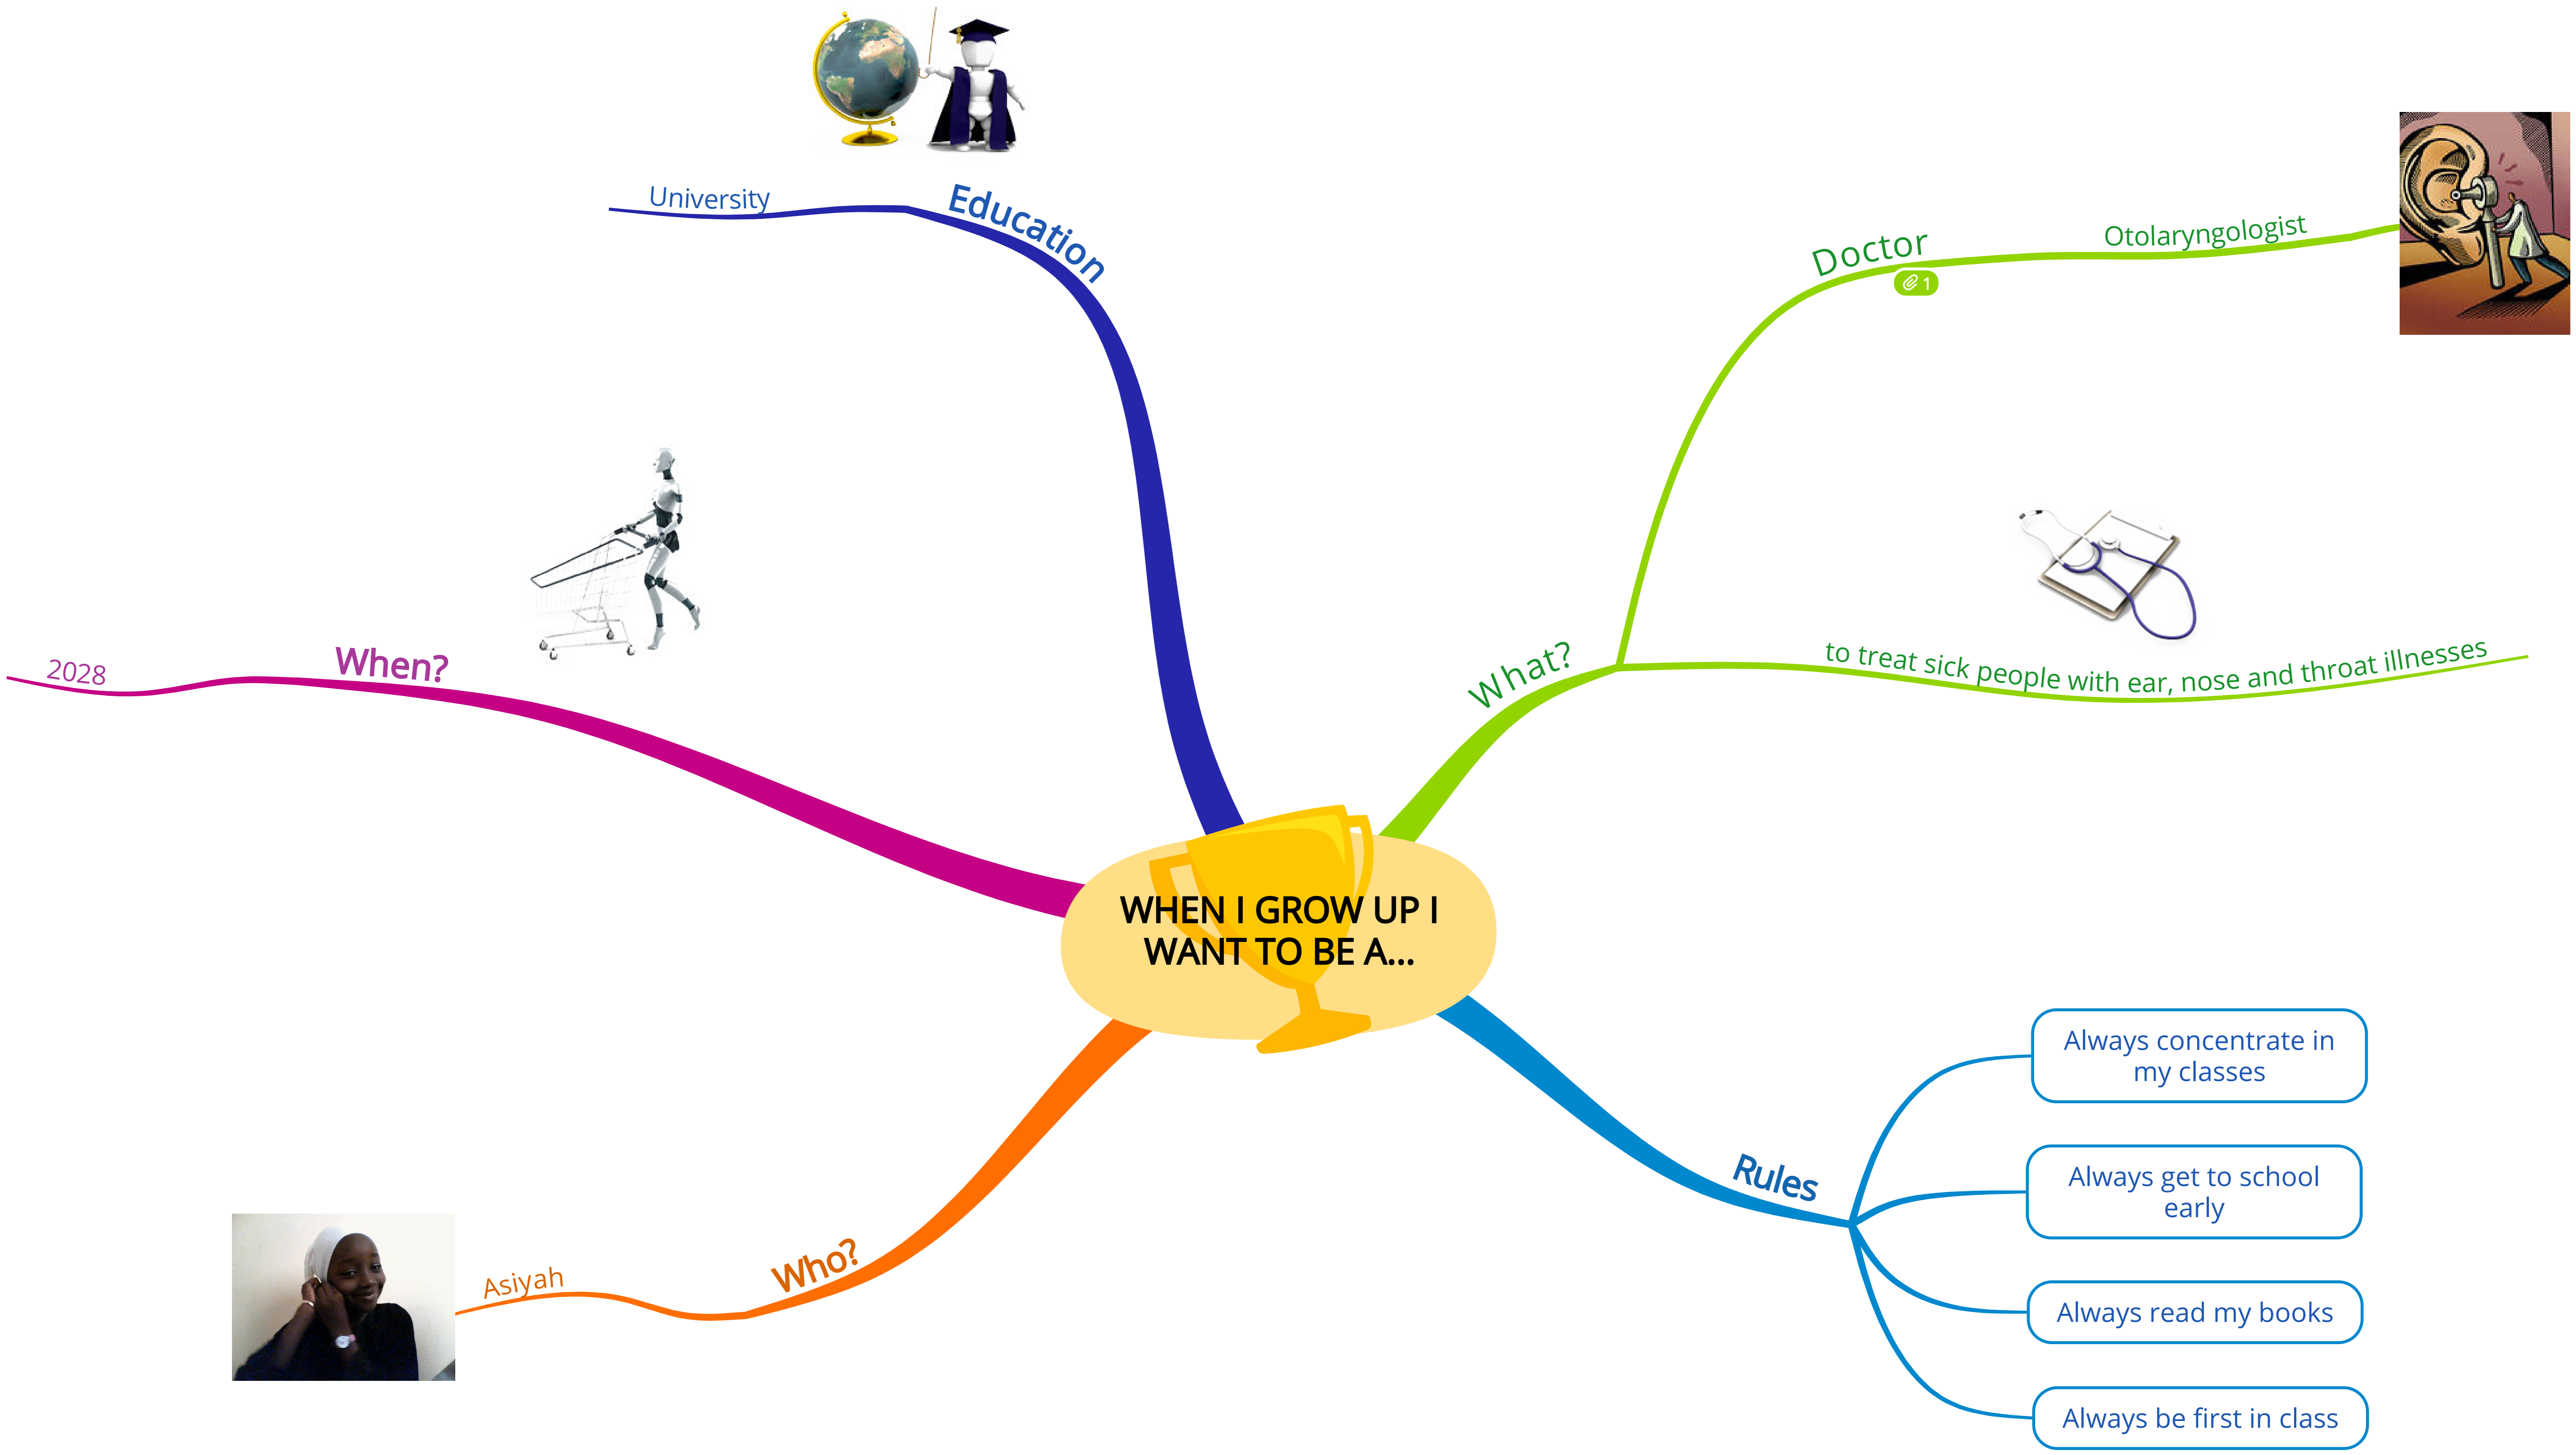 WHEN I GROW UP I
WANT TO BE A...
What?
Doctor
1
Otolaryngologist
to treat sick people with ear, nose and throat illnesses
Rules
Always concentrate in
my classes
Always get to school
early
Always read my books
Always be first in class
Who?
Asiyah
When?
2028
Education
University